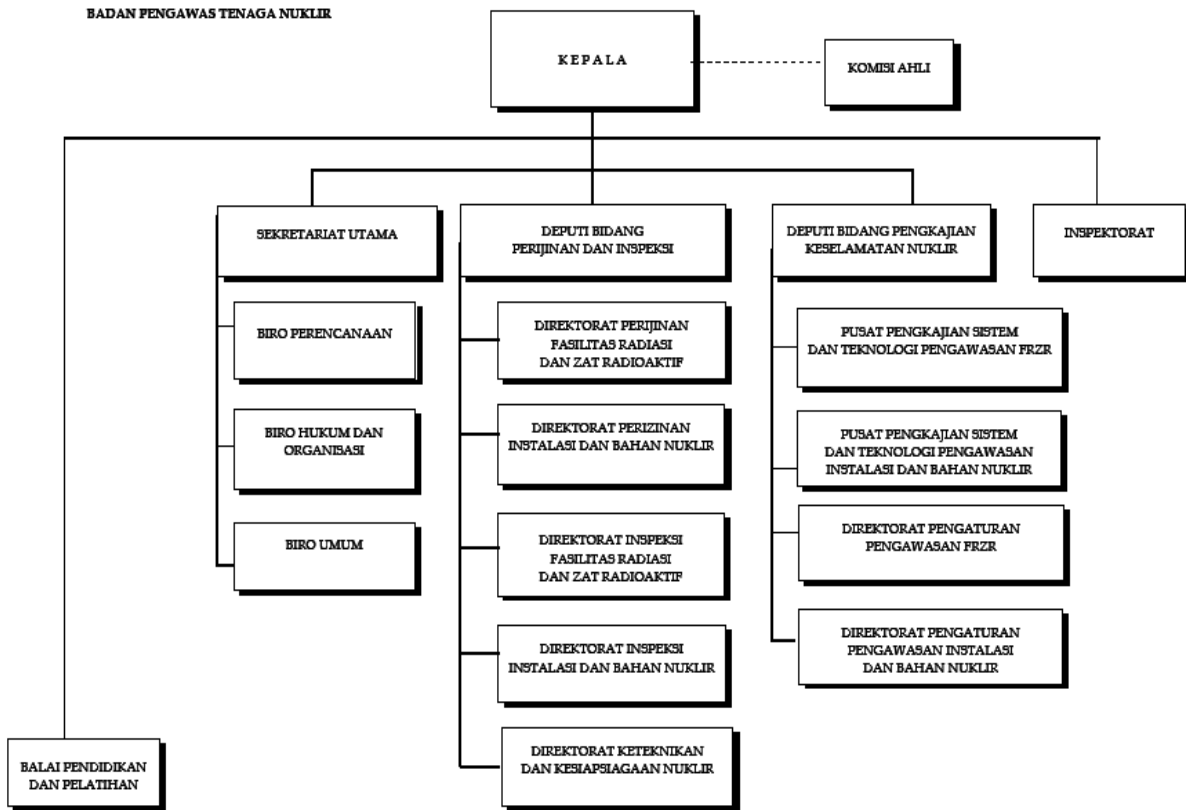 BADAN PENGAWAS TENAGA NUKLIR
K E P A L A
KOMISI AHLI
SEKRETARIAT UTAMA
DEPUTI BIDANG
PERIJINAN DAN INSPEKSI
DEPUTI BIDANG PENGKAJIAN
KESELAMATAN NUKLIR
INSPEKTORAT
BIRO PERENCANAAN
BIRO HUKUM DAN
ORGANISASI
BIRO UMUM
DIREKTORAT PERIJINAN
FASILITAS RADIASI
DAN ZAT RADIOAKTIF
DIREKTORAT PERIZINAN
INSTALASI DAN BAHAN NUKLIR
DIREKTORAT INSPEKSI
FASILITAS RADIASI
DAN ZAT RADIOAKTIF
DIREKTORAT INSPEKSI
INSTALASI DAN BAHAN NUKLIR
DIREKTORAT KETEKNIKAN
DAN KESIAPSIAGAAN NUKLIR
PUSAT PENGKAJIAN SISTEM
DAN TEKNOLOGI PENGAWASAN FRZR
PUSAT PENGKAJIAN SISTEM
DAN TEKNOLOGI PENGAWASAN
INSTALASI DAN BAHAN NUKLIR
DIREKTORAT PENGATURAN
PENGAWASAN FRZR
DIREKTORAT PENGATURAN
PENGAWASAN INSTALASI
DAN BAHAN NUKLIR
BALAI PENDIDIKAN
DAN PELATIHAN